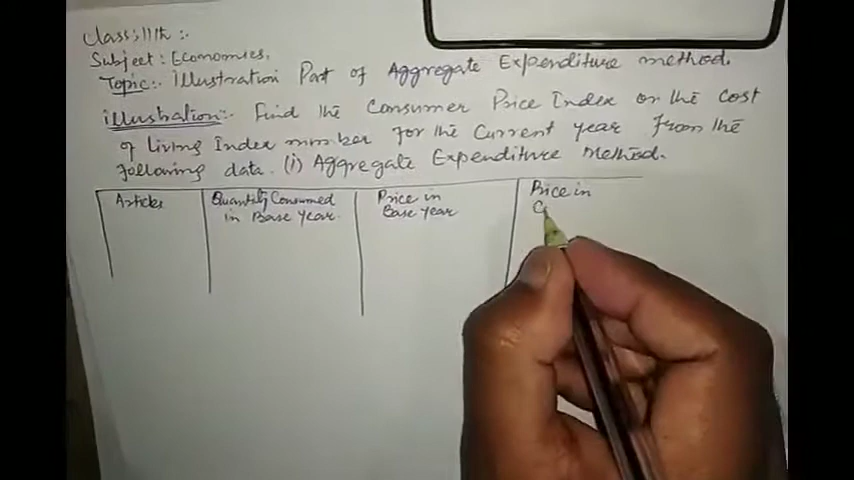 Class: 11th :
Subject : Economics,
Topic :- illustration Part of Aggregate Expenditure method.
illustration:- Find the Consumer Price Index or the cost
of living Index number for the Current year from the
following data. (i) Aggregate Expenditure Method.
Articles
Quantity Consumed
in Base Year.
Price in
Base Year
Price in
C